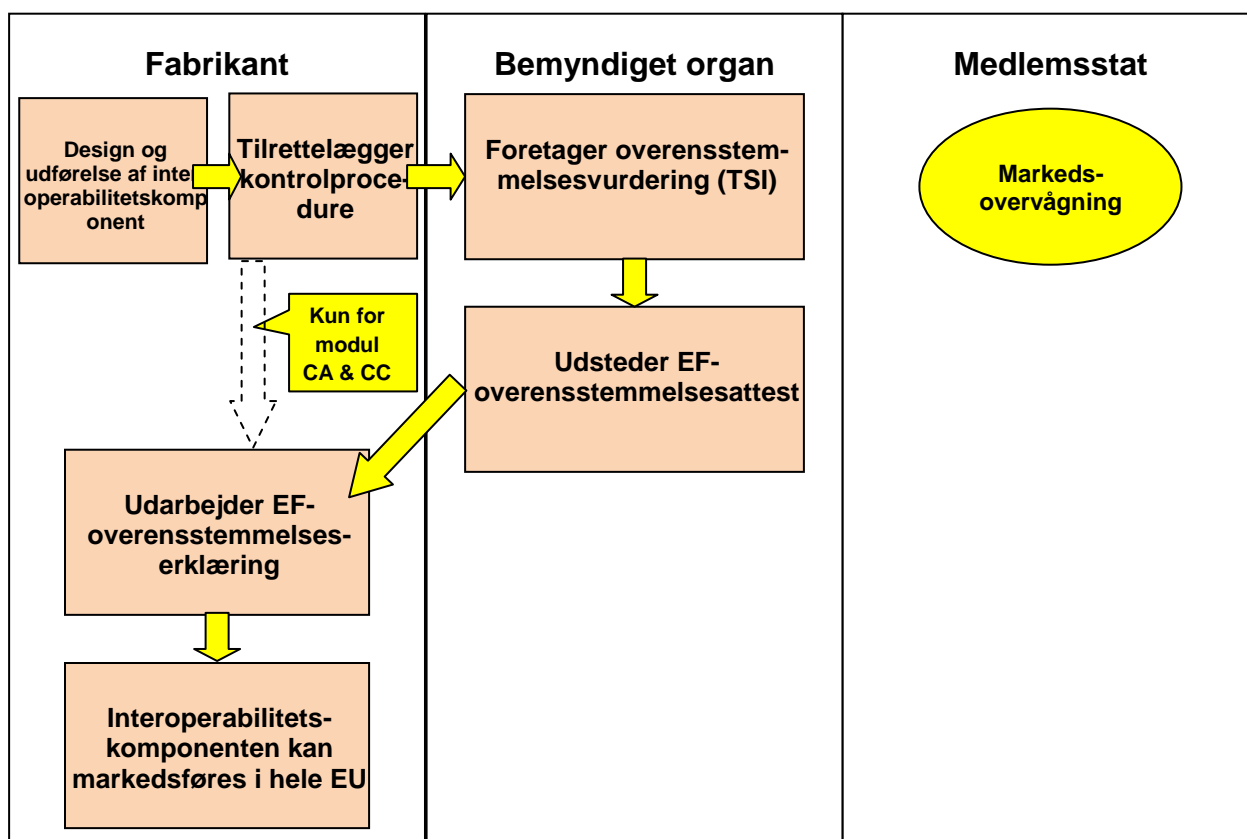 Fabrikant
Design og
udførelse af inter
operabilitetskomp
onent
Tilrettelægger
kontrolproce-
dure
Kun for
modul
CA & CC
Udarbejder EF-
overensstemmelses-
erklæring
Interoperabilitets-
komponenten kan
markedsføres i hele EU
Bemyndiget organ
Foretager overensstem-
melsesvurdering (TSI)
Udsteder EF-
overensstemmelsesattest
Medlemsstat
Markeds-
overvågning